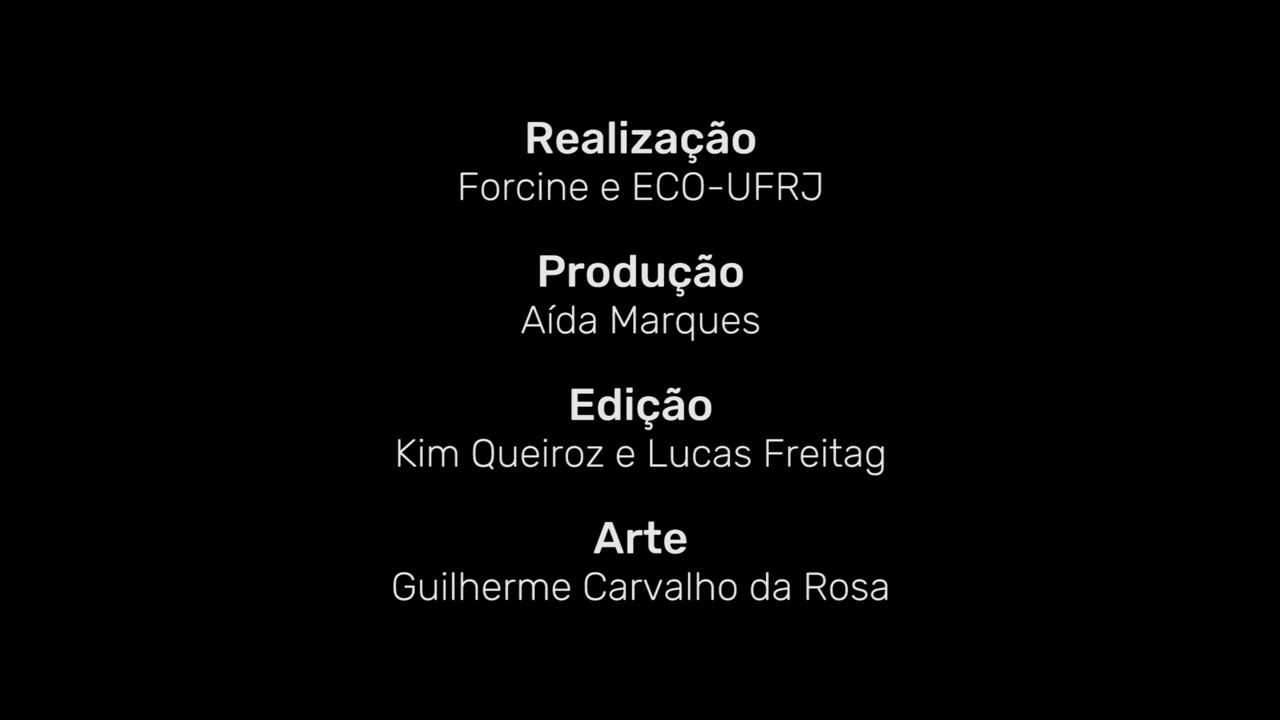 Realização
Forcine e ECO-UFRJ
Produção
Aída Marques
Edição
Kim Queiroz e Lucas Freitag
Arte
Guilherme Carvalho da Rosa